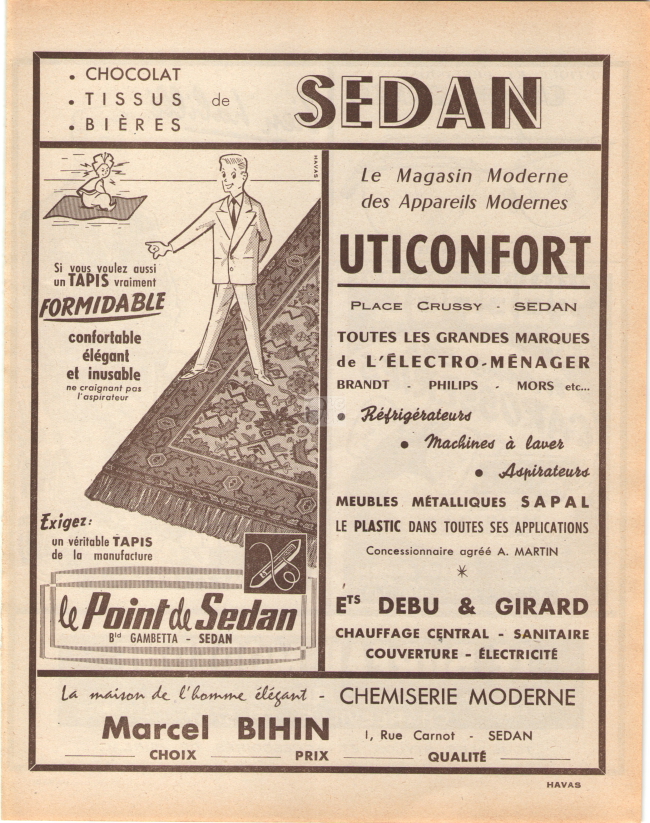 • CHOCOLAT
• TISSUS de
• BIÈRES
SEDAN
HAVAS
Si vous voulez aussi
un TAPIS vraiment
FORMIDABLE
confortable
élégant
et inusable
ne craignant pas
l'aspirateur
Exigez:
un véritable TAPIS
de la manufacture
le Point de Sedan
Bld GAMBETTA - SEDAN
Le Magasin Moderne
des Appareils Modernes
UTICONFORT
PLACE CRUSSY - SEDAN
TOUTES LES GRANDES MARQUES
de L'ÉLECTRO-MÉNAGER
BRANDT - PHILIPS - MORS etc...
• Réfrigérateurs
• Machines à laver
• Aspirateurs
MEUBLES MÉTALLIQUES SAPAL
LE PLASTIC DANS TOUTES SES APPLICATIONS
Concessionnaire agréé A. MARTIN
*
ETS DEBU & GIRARD
CHAUFFAGE CENTRAL - SANITAIRE
COUVERTURE - ÉLECTRICITÉ
La maison de l'homme élégant - CHEMISERIE MODERNE
Marcel BIHIN 1, Rue Carnot - SEDAN
CHOIX PRIX QUALITÉ
HAVAS